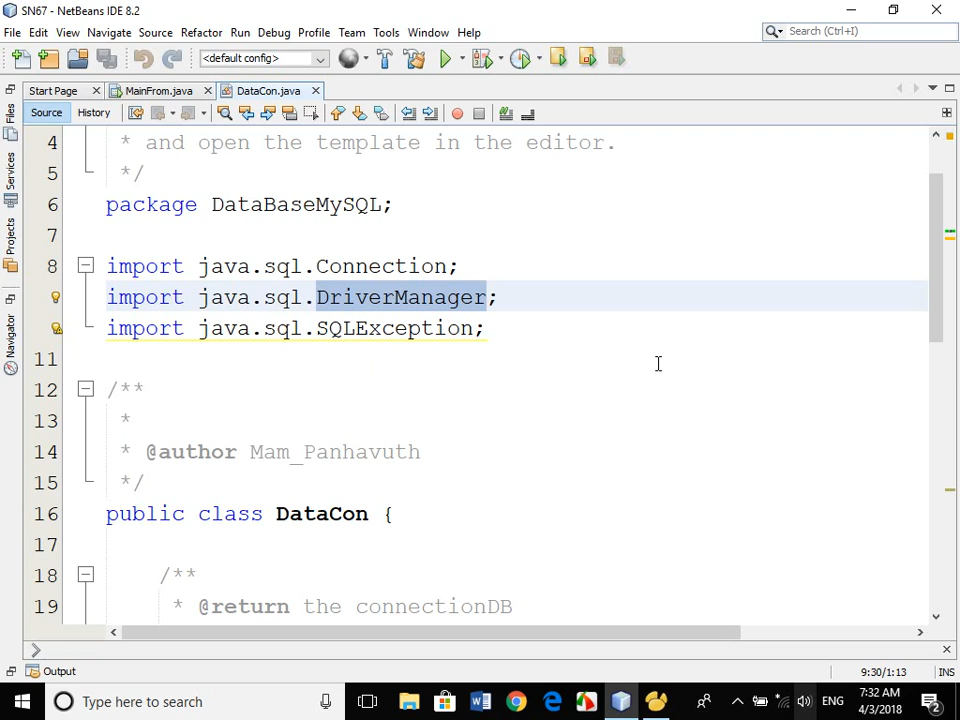 SN67 - NetBeans IDE 8.2
File Edit View Navigate Source Refactor Run Debug Profile Team Tools Window Help
Search (Ctrl+I)
<default config>
Start Page MainFrom.java DataCon.java
Source History
Files
Services
Projects
Navigator
4 * and open the template in the editor.
5 */
6 package DataBaseMySQL;
7
8 import java.sql.Connection;
import java.sql.DriverManager;
import java.sql.SQLException;
11
12 /**
13 *
14 * @author Mam_Panhavuth
15 */
16 public class DataCon {
17
18 /**
19 * @return the connectionDB
Output
9:30/1:13 INS
Type here to search
ENG
7:32 AM
4/3/2018
2